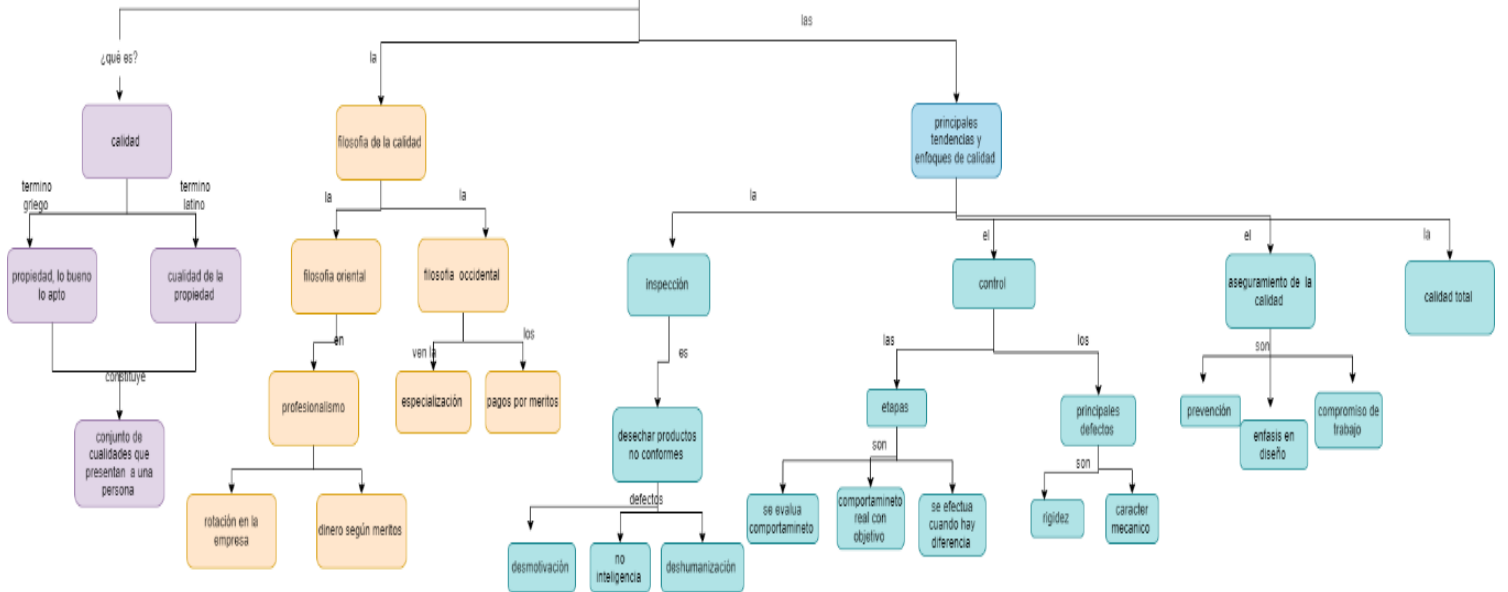 las
¿qué es?
la
calidad
filosofia de la calidad
principales
tendencias y
enfoques de calidad
termino
griego
termino
latino
la
la
la
el
el
la
propiedad, lo bueno
lo apto
cualidad de la
propiedad
filosofia oriental
filosofia occidental
inspección
control
aseguramiento de la
calidad
calidad total
constituye
en
ven la
los
es
las
los
son
profesionalismo
especialización
pagos por meritos
desechar productos
no conformes
etapas
principales
defectos
prevención
enfasis en
diseño
compromiso de
trabajo
conjunto de
cualidades que
presentan a una
persona
defectos
son
son
rotación en la
empresa
dinero según meritos
desmotivación
no
inteligencia
deshumanización
se evalua
comportamineto
comportamineto
real con
objetivo
se efectua
cuando hay
diferencia
rigidez
caracter
mecanico